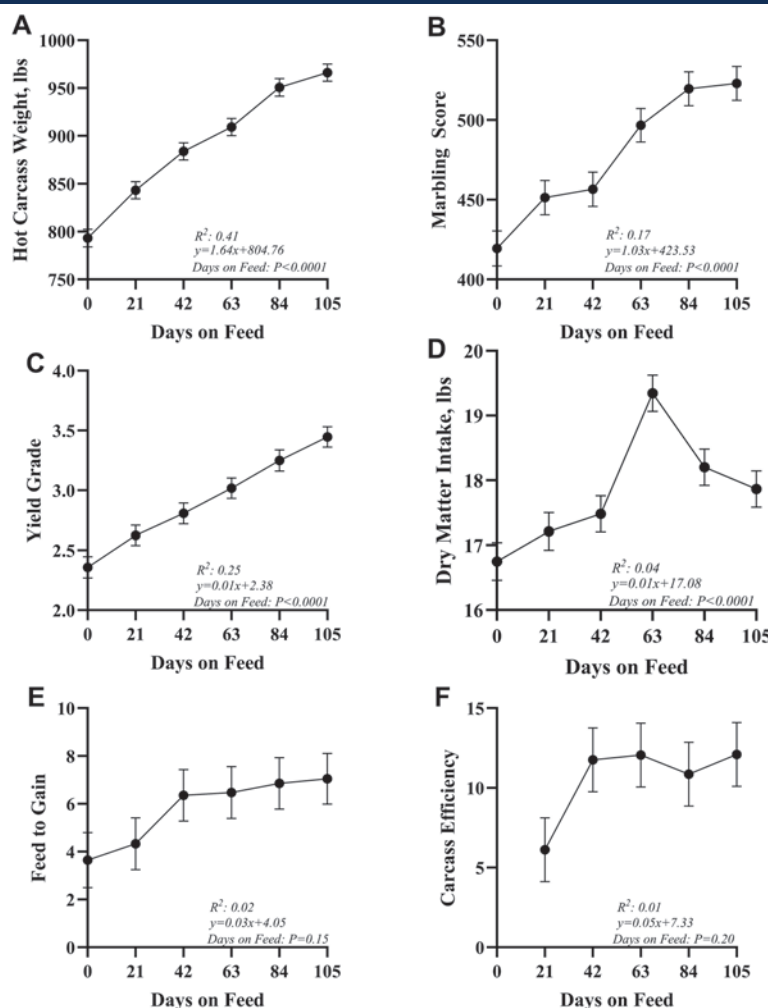 A
Hot Carcass Weight, lbs
1000
950
900
850
800
750
R²: 0.41
y=1.64x+804.76
Days on Feed: P<0.0001
0 21 42 63 84 105
Days on Feed
B
Marbling Score
550
500
450
400
R²: 0.17
y=1.03x+423.53
Days on Feed: P<0.0001
0 21 42 63 84 105
Days on Feed
C
Yield Grade
4.0
3.5
3.0
2.5
2.0
R²: 0.25
y=0.01x+2.38
Days on Feed: P<0.0001
0 21 42 63 84 105
Days on Feed
D
Dry Matter Intake, lbs
20
19
18
17
16
R²: 0.04
y=0.01x+17.08
Days on Feed: P<0.0001
0 21 42 63 84 105
Days on Feed
E
Feed to Gain
10
8
6
4
2
0
R²: 0.02
y=0.03x+4.05
Days on Feed: P=0.15
0 21 42 63 84 105
Days on Feed
F
Carcass Efficiency
15
10
5
0
R²: 0.01
y=0.05x+7.33
Days on Feed: P=0.20
0 21 42 63 84 105
Days on Feed